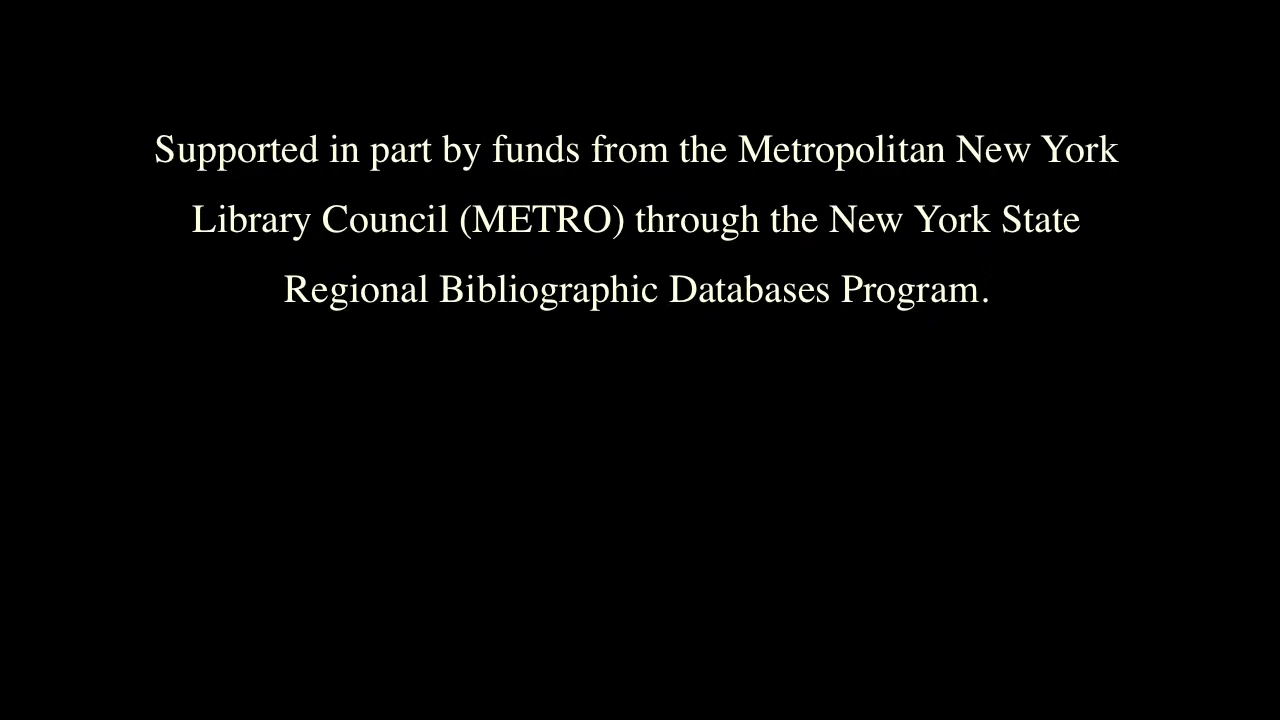 Supported in part by funds from the Metropolitan New York
Library Council (METRO) through the New York State
Regional Bibliographic Databases Program.